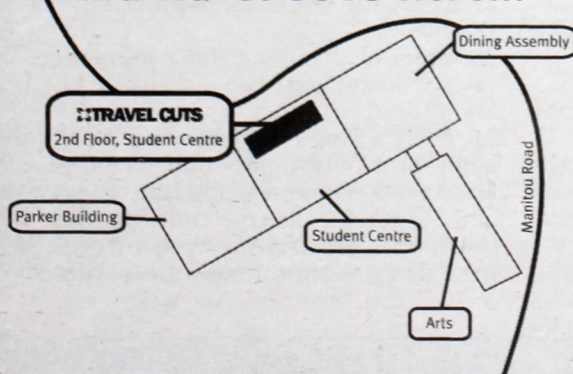 Dining Assembly
TRAVEL CUTS
2nd Floor, Student Centre
Manitou Road
Parker Building
Student Centre
Arts